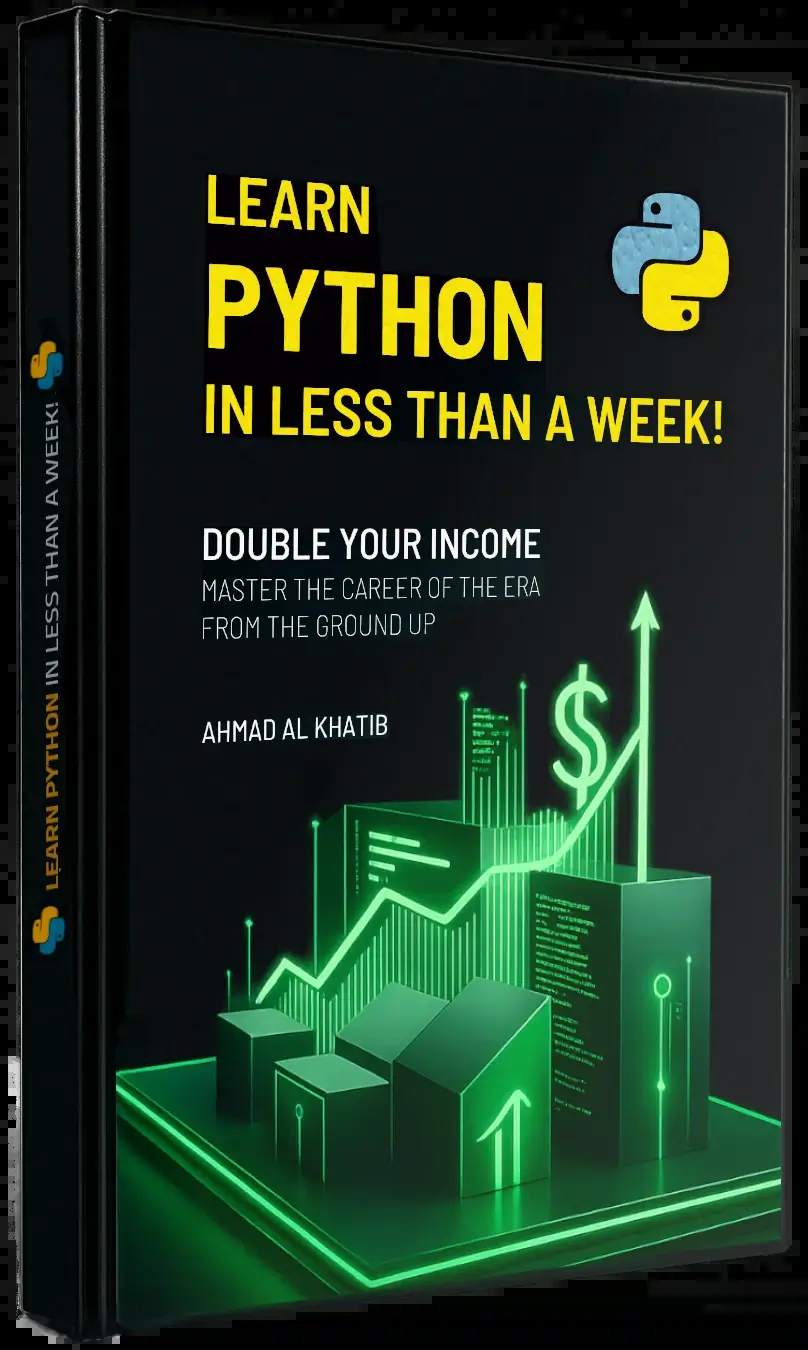 LEARN
PYTHON
IN LESS THAN A WEEK!
DOUBLE YOUR INCOME
MASTER THE CAREER OF THE ERA
FROM THE GROUND UP
AHMAD AL KHATIB
$
LEARN PYTHON IN LESS THAN A WEEK!